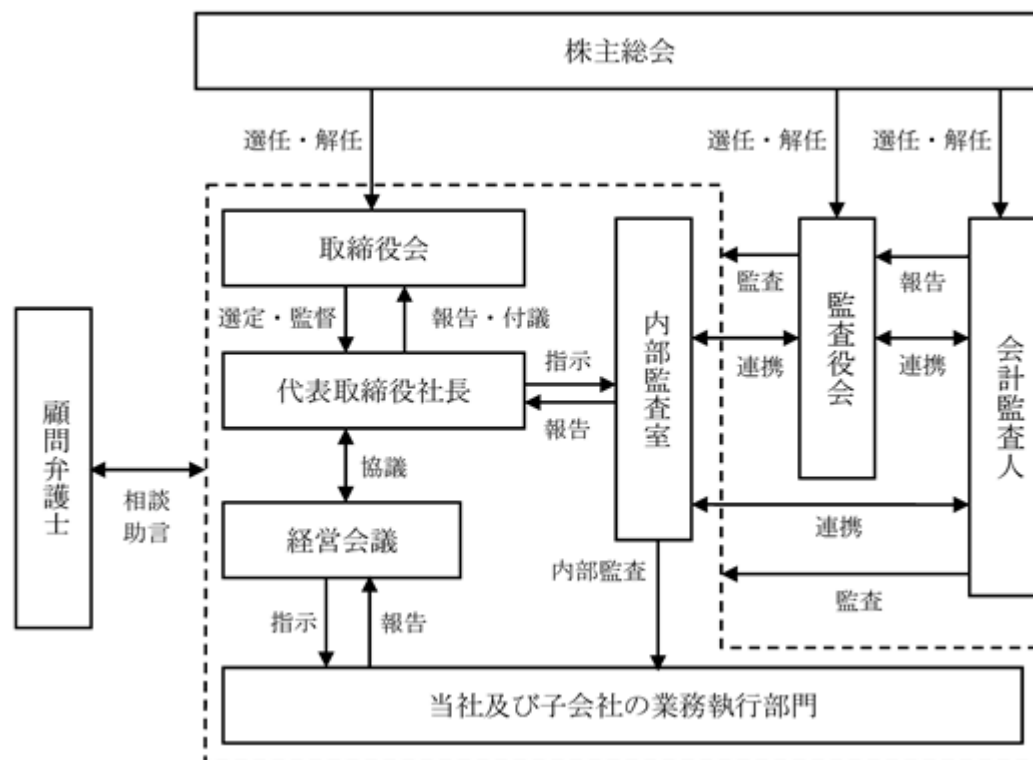 株主総会
選任・解任
選任・解任
選任・解任
取締役会
選定・監督
報告・付議
代表取締役社長
指示
報告
協議
経営会議
指示
報告
内部監査室
内部監査
監査
連携
監査役会
報告
連携
会計監査人
連携
監査
顧問弁護士
相談
助言
当社及び子会社の業務執行部門